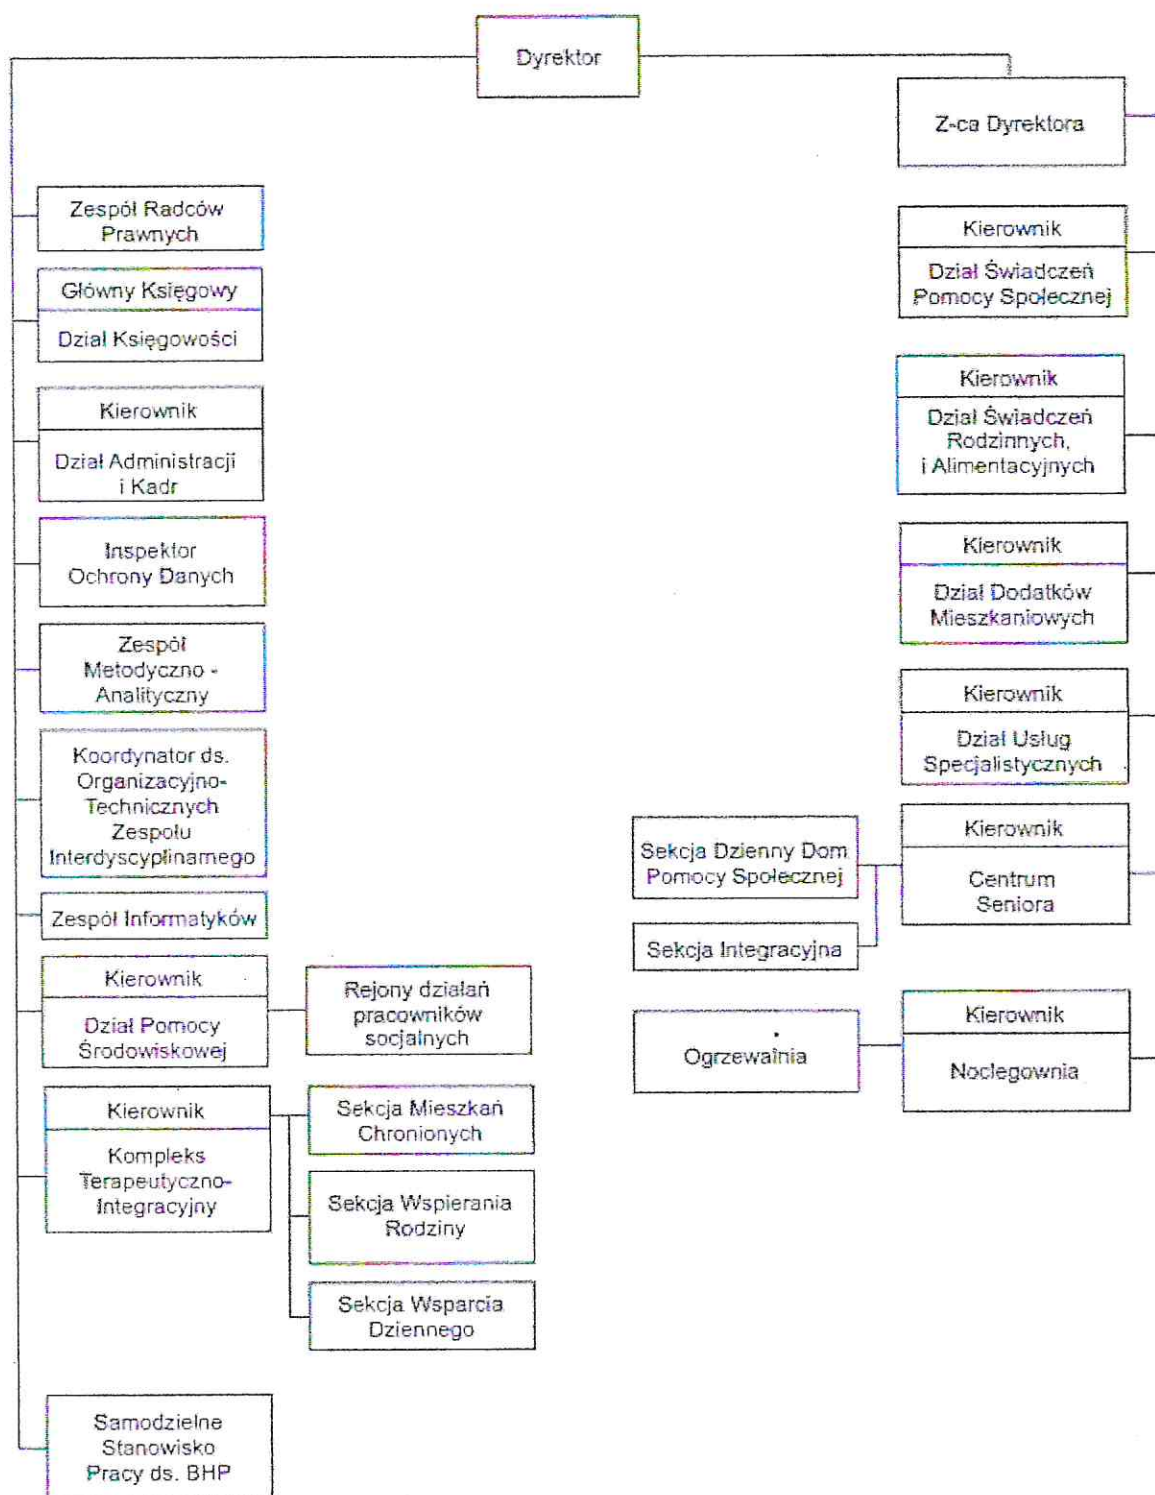 Dyrektor
Z-ca Dyrektora
Zespół Radców
Prawnych
Główny Księgowy
Dział Księgowości
Kierownik
Dział Administracji
i Kadr
Inspektor
Ochrony Danych
Zespół
Metodyczno -
Analityczny
Koordynator ds.
Organizacyjno-
Technicznych
Zespołu
Interdyscyplinarnego
Zespół Informatyków
Kierownik
Dział Pomocy
Środowiskowej
Rejony działań
pracowników
socjalnych
Kierownik
Kompleks
Terapeutyczno-
Integracyjny
Sekcja Mieszkań
Chronionych
Sekcja Wspierania
Rodziny
Sekcja Wsparcia
Dziennego
Samodzielne
Stanowisko
Pracy ds. BHP
Kierownik
Dział Świadczeń
Pomocy Społecznej
Kierownik
Dział Świadczeń
Rodzinnych,
i Alimentacyjnych
Kierownik
Dział Dodatków
Mieszkaniowych
Kierownik
Dział Usług
Specjalistycznych
Kierownik
Centrum
Seniora
Sekcja Dzienny Dom
Pomocy Społecznej
Sekcja Integracyjna
Kierownik
Noclegownia
Ogrzewalnia